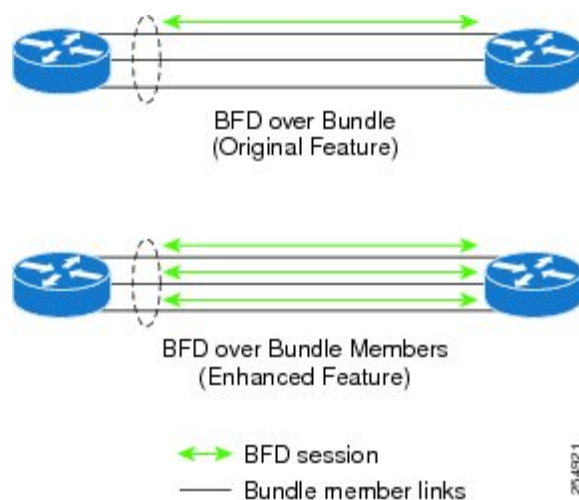 BFD over Bundle
(Original Feature)
BFD over Bundle Members
(Enhanced Feature)
BFD session
Bundle member links
254921